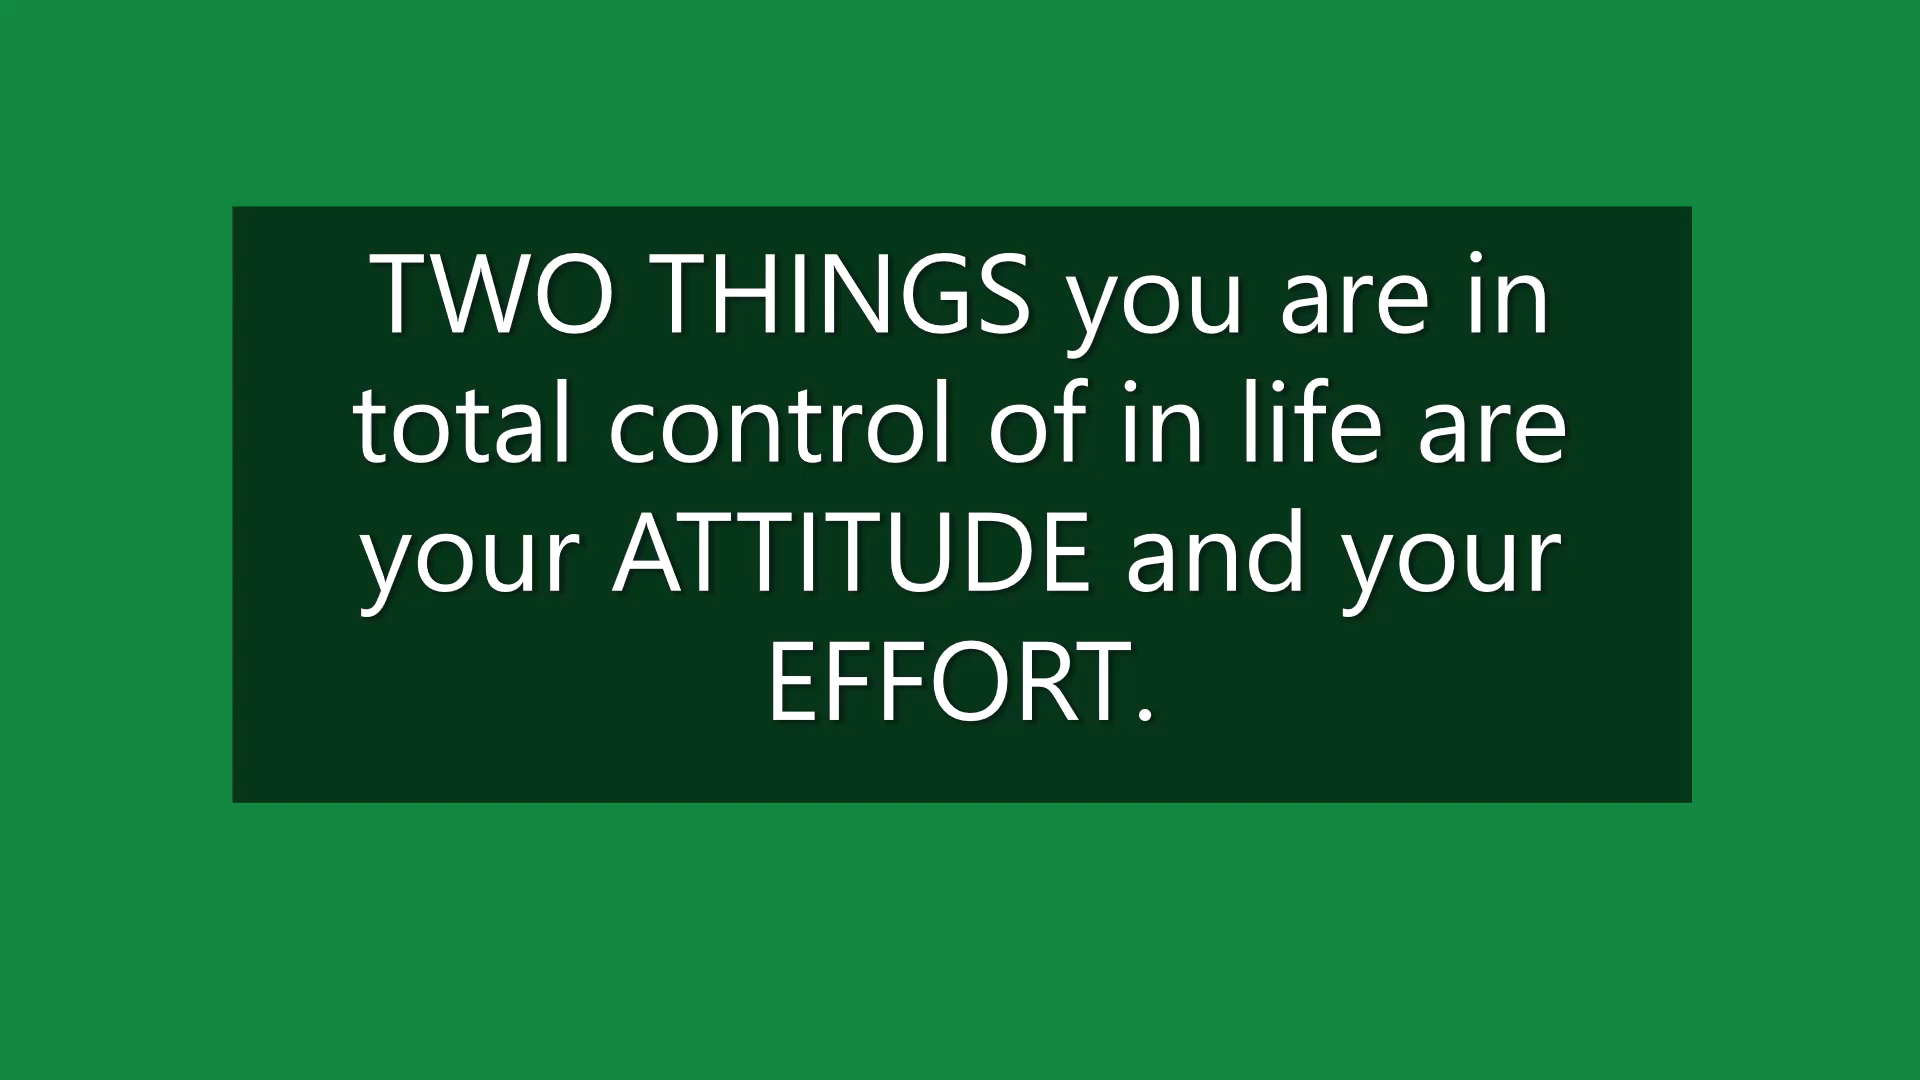 TWO THINGS you are in
total control of in life are
your ATTITUDE and your
EFFORT.